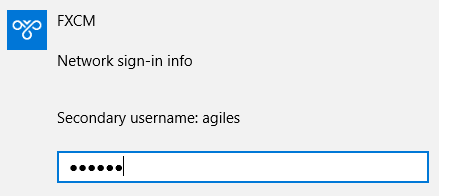 FXCM
Network sign-in info
Secondary username: agiles
●●●●●●